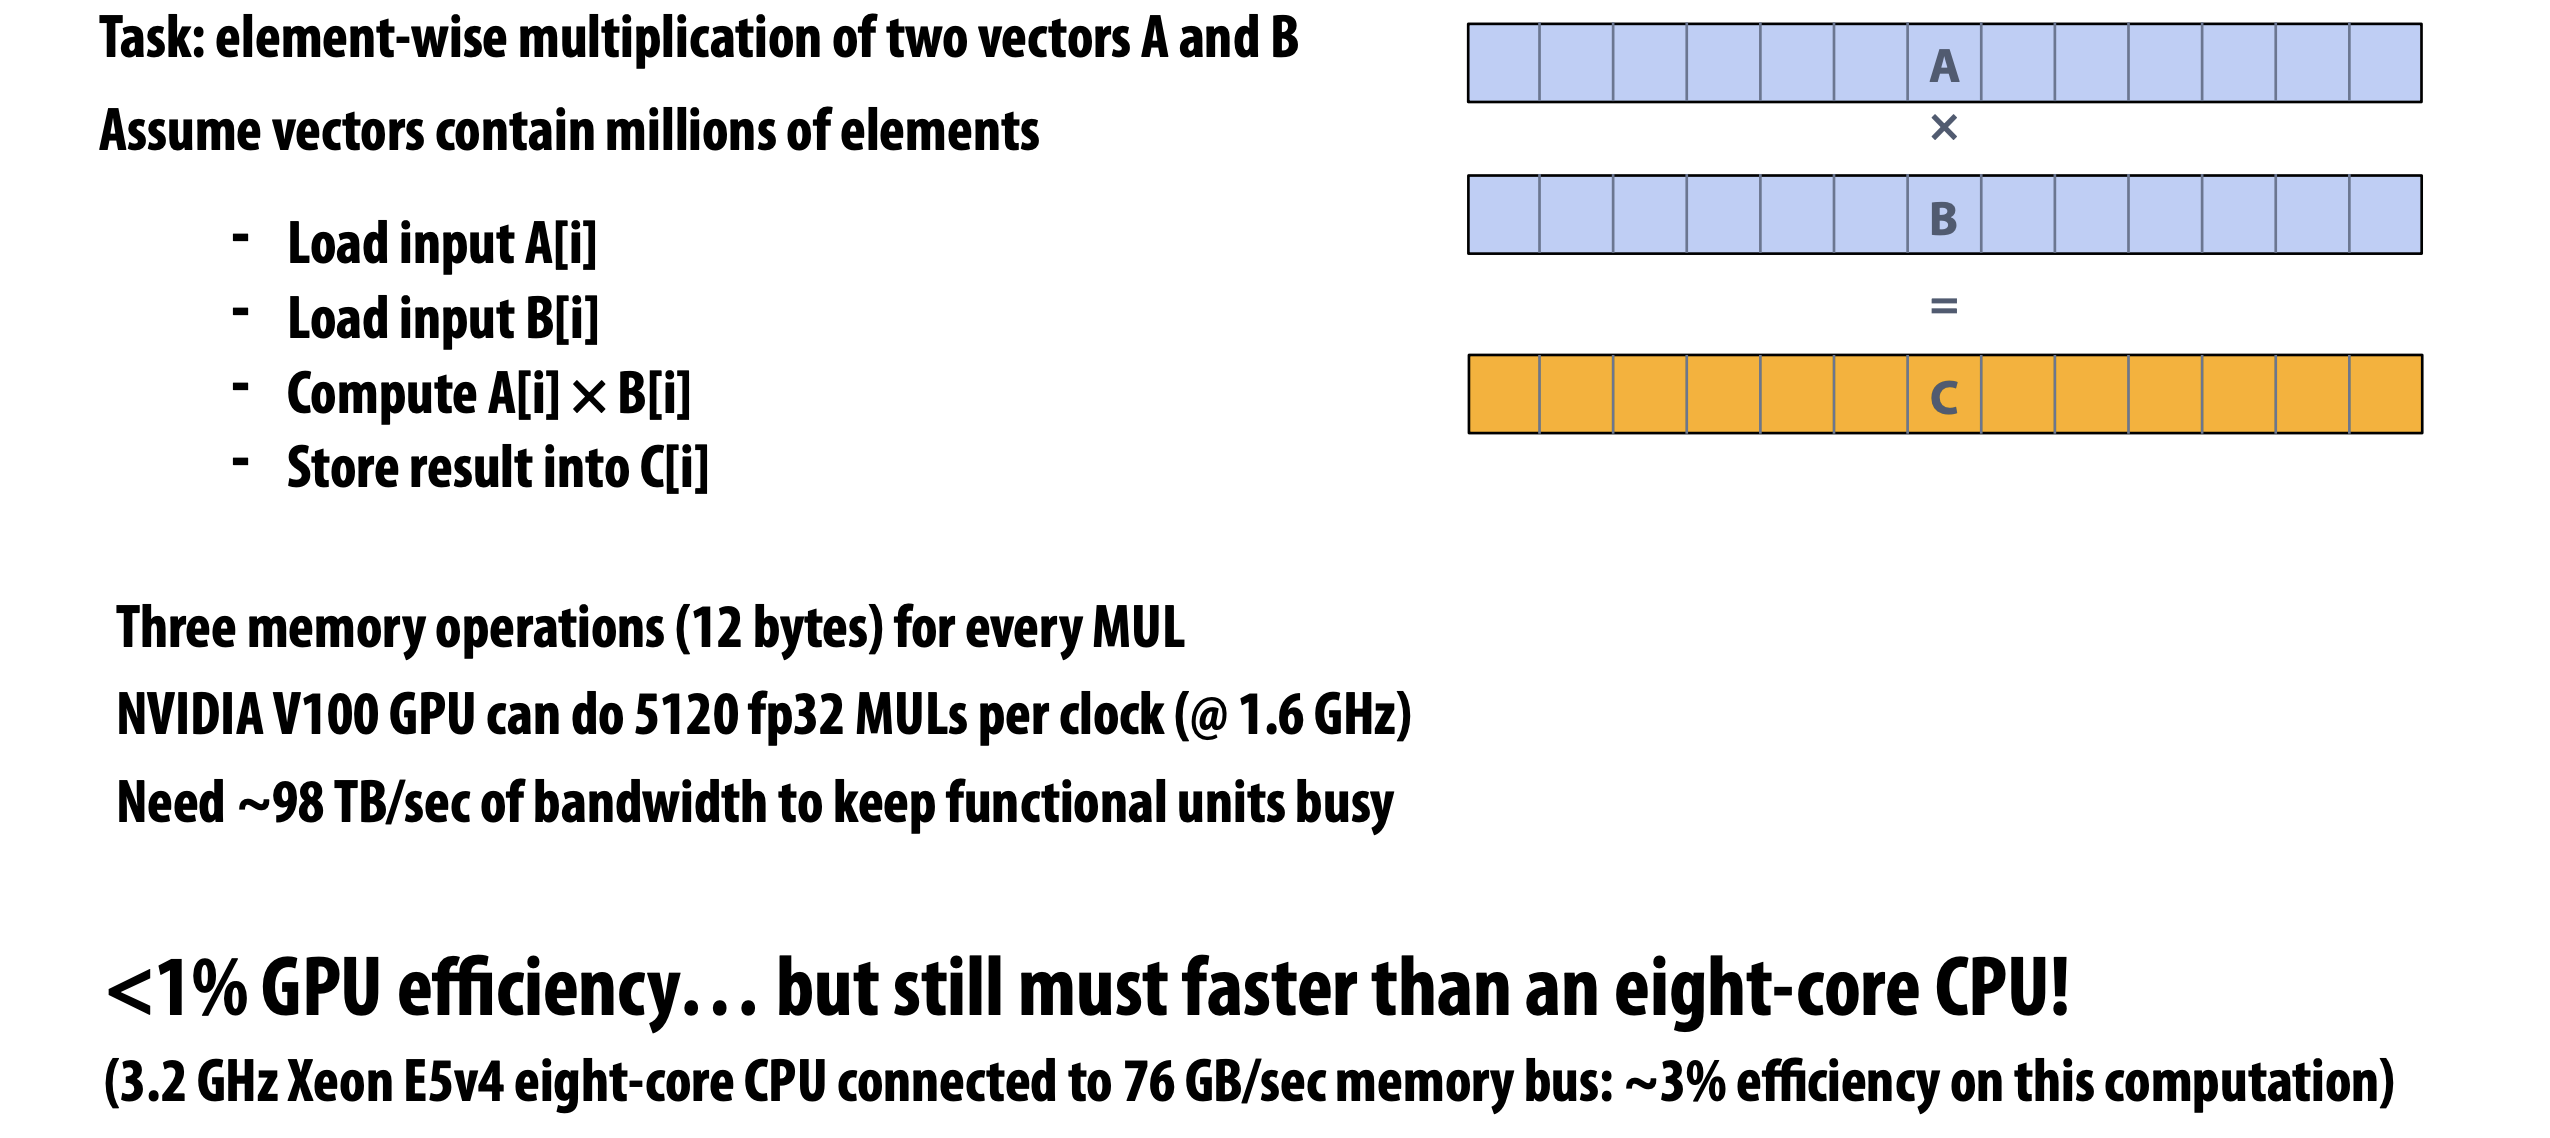 Task: element-wise multiplication of two vectors A and B
Assume vectors contain millions of elements
- Load input A[i]
- Load input B[i]
- Compute A[i] × B[i]
- Store result into C[i]
A
×
B
=
C
Three memory operations (12 bytes) for every MUL
NVIDIA V100 GPU can do 5120 fp32 MULs per clock (@ 1.6 GHz)
Need ~98 TB/sec of bandwidth to keep functional units busy
<1% GPU efficiency… but still must faster than an eight-core CPU!
(3.2 GHz Xeon E5v4 eight-core CPU connected to 76 GB/sec memory bus: ~3% efficiency on this computation)